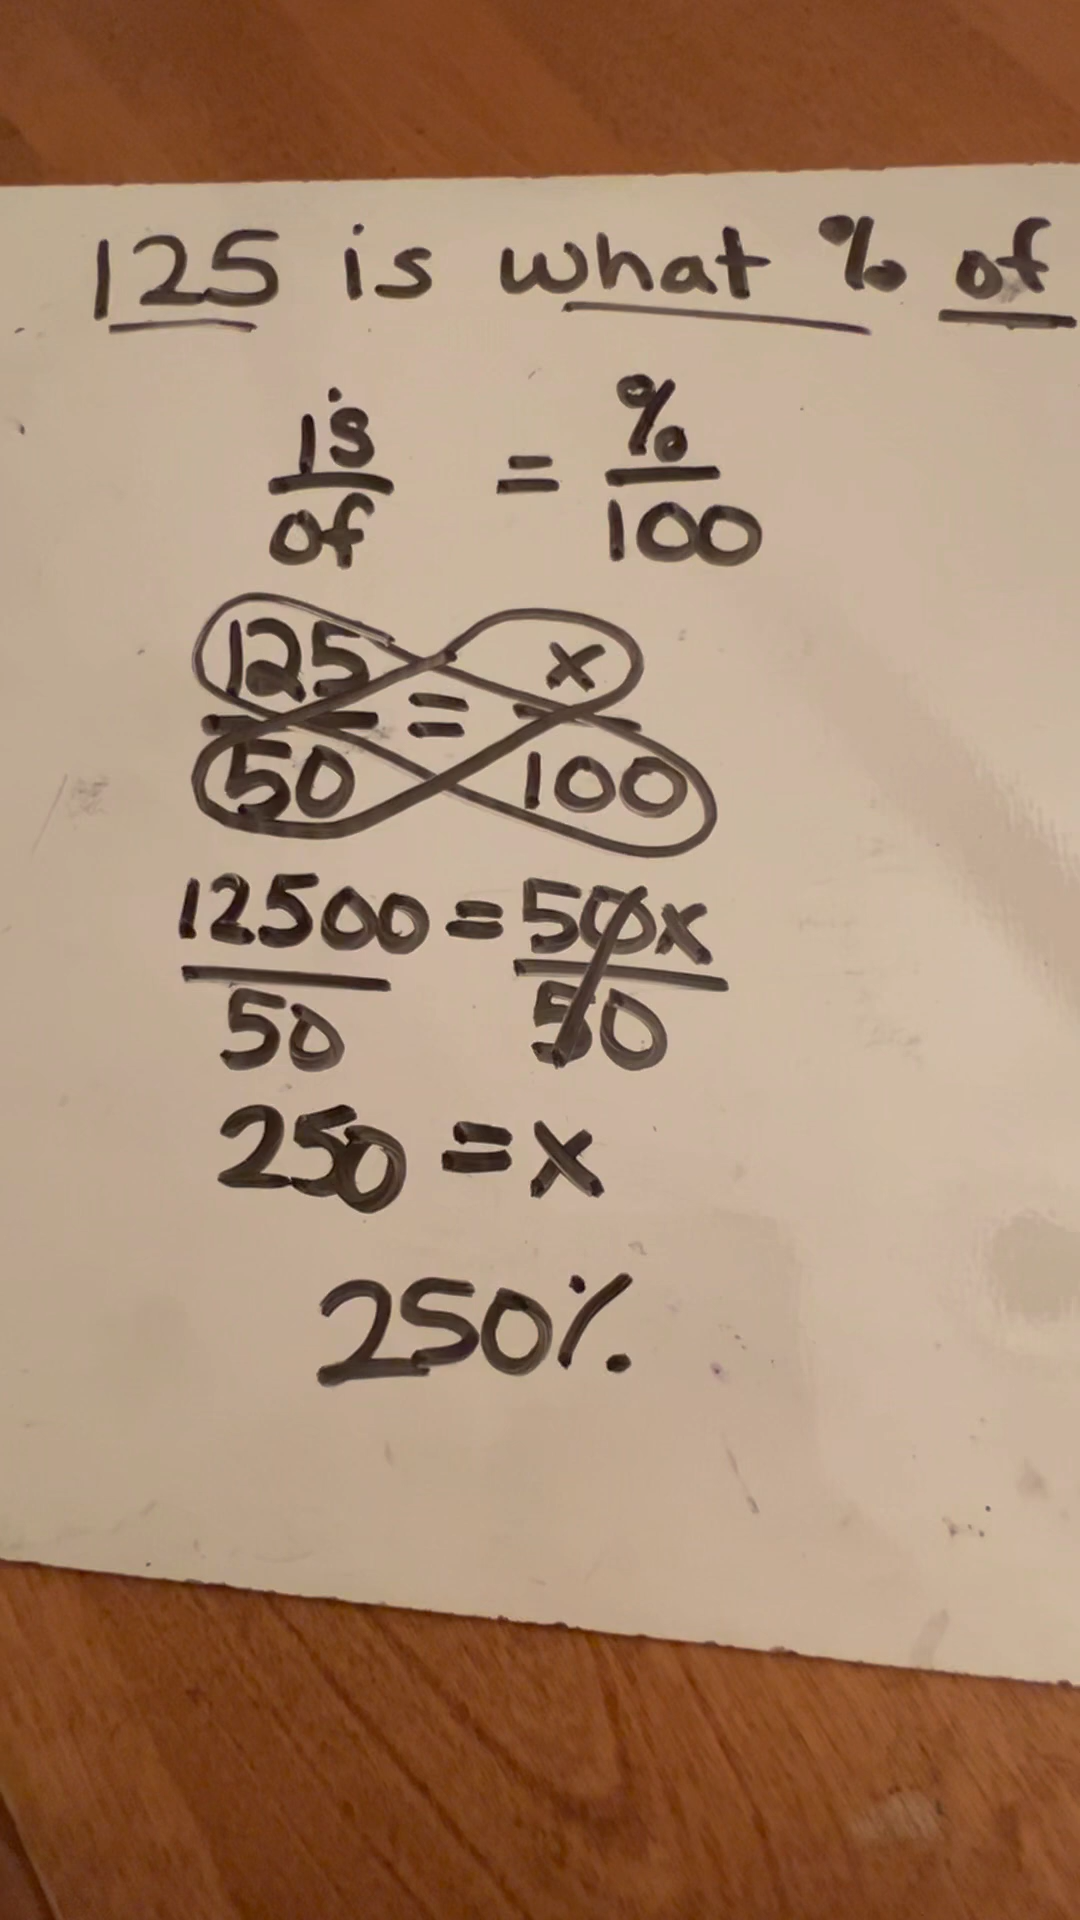 125 is what % of
is/of = %/100
125/50 = x/100
12500/50 = 50x/50
250 = x
250%